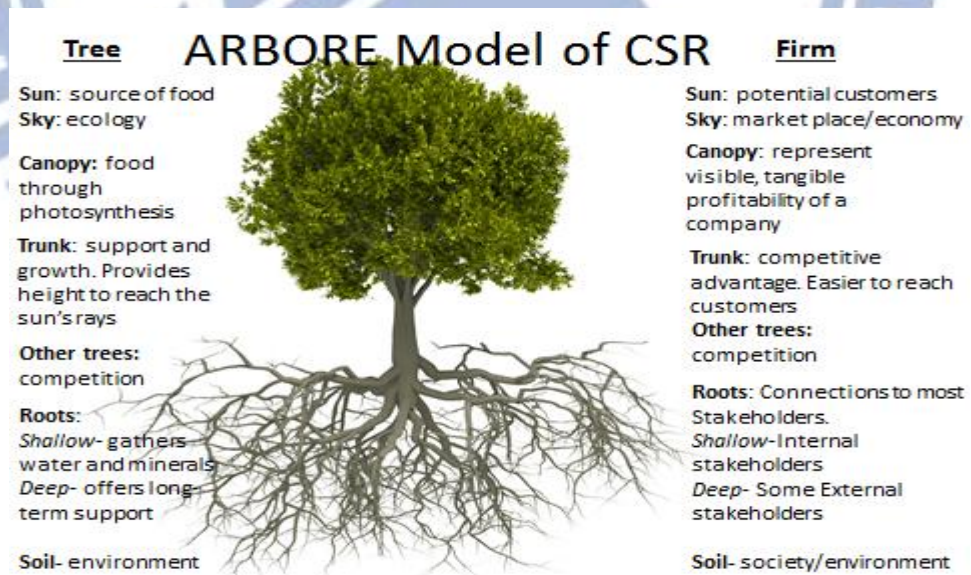 ARBORE Model of CSR
Tree
Sun: source of food
Sky: ecology
Canopy: food
through
photosynthesis
Trunk: support and
growth. Provides
height to reach the
sun's rays
Other trees:
competition
Roots:
Shallow- gathers
water and minerals
Deep- offers long-
term support
Soil- environment
Firm
Sun: potential customers
Sky: market place/economy
Canopy: represent
visible, tangible
profitability of a
company
Trunk: competitive
advantage. Easier to reach
customers
Other trees:
competition
Roots: Connections to most
Stakeholders.
Shallow-Internal
stakeholders
Deep- Some External
stakeholders
Soil- society/environment